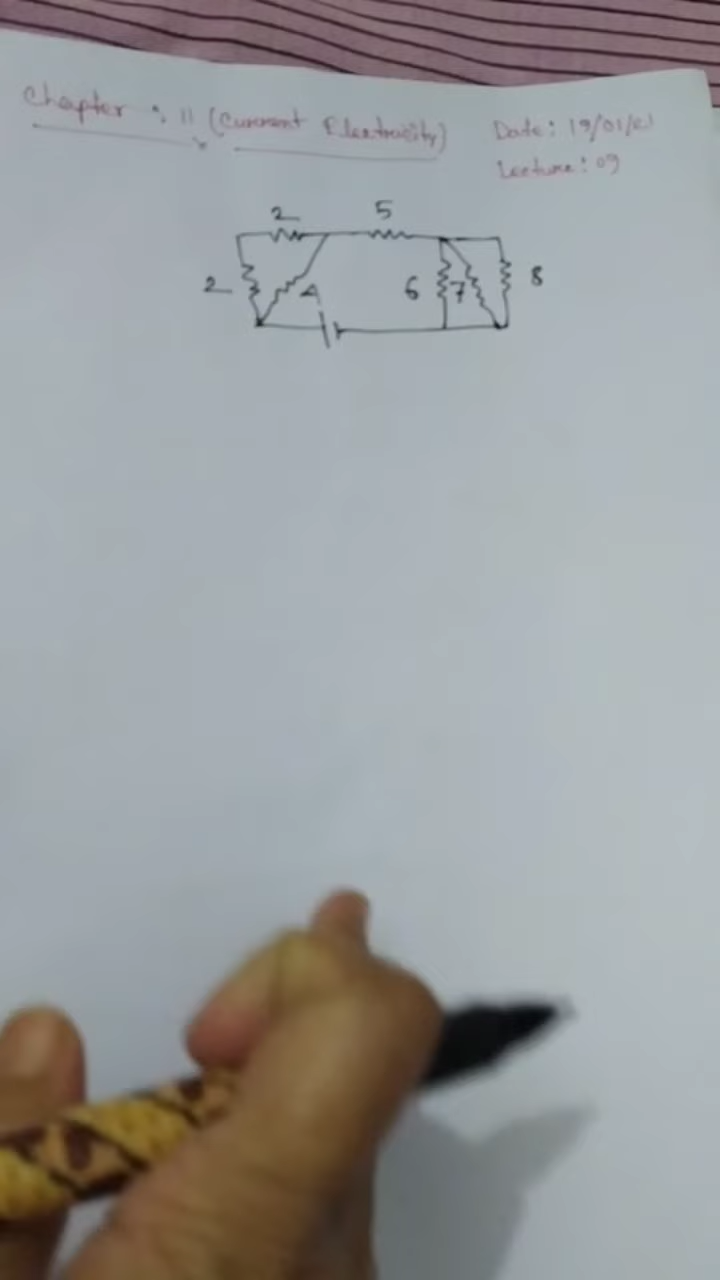 Chapter : 11 (Current Electricity)
Date: 19/01/21
Lecture: 09
2 5
2 4 6 7 8